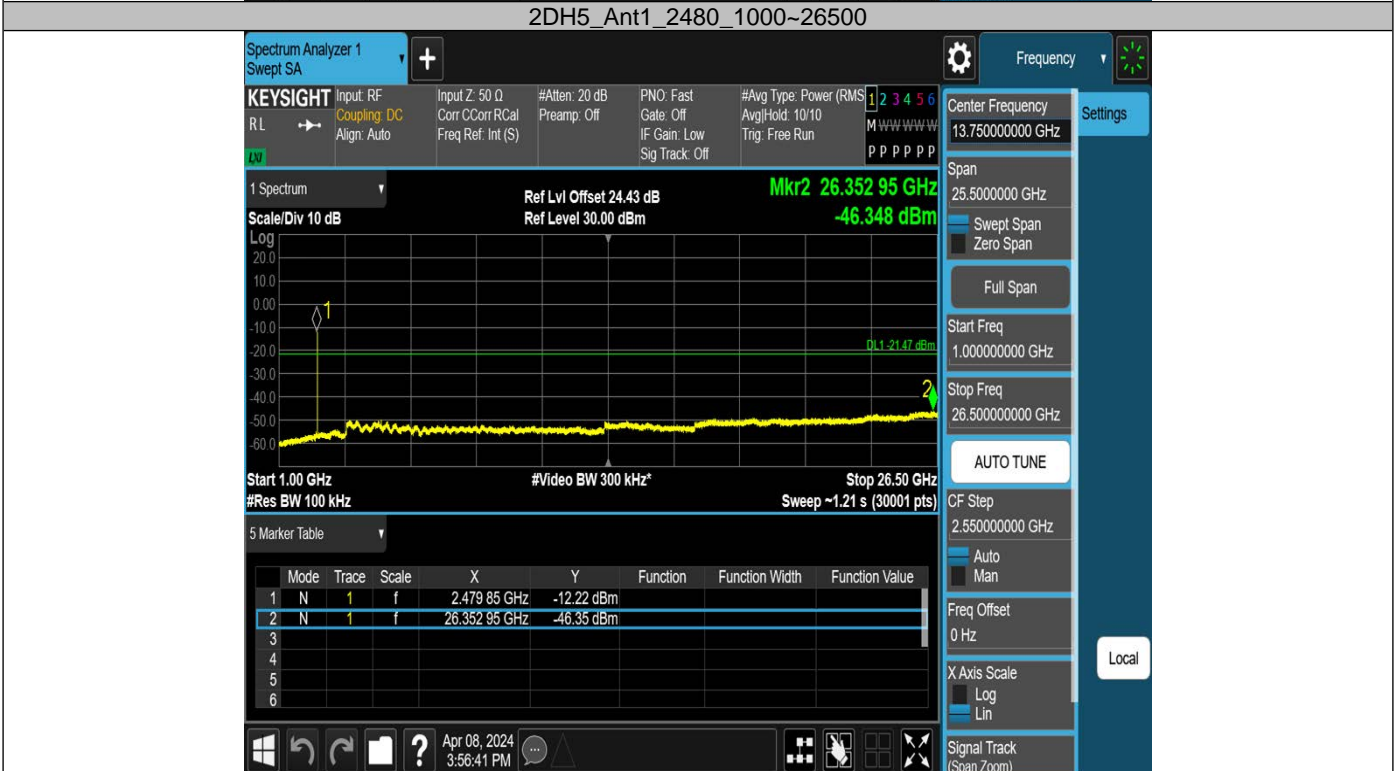 2DH5_Ant1_2480_1000~26500
Spectrum Analyzer 1
Swept SA
+
Frequency
KEYSIGHT
RL
LXI
Input: RF
Coupling: DC
Align: Auto
Input Z: 50 Ω
Corr CCorr RCal
Freq Ref: Int (S)
#Atten: 20 dB
Preamp: Off
PNO: Fast
Gate: Off
IF Gain: Low
Sig Track: Off
#Avg Type: Power (RMS
Avg|Hold: 10/10
Trig: Free Run
1 2 3 4 5 6
M W W W W W
P P P P P P
1 Spectrum
Scale/Div 10 dB
Ref Lvl Offset 24.43 dB
Ref Level 30.00 dBm
Mkr2 26.352 95 GHz
-46.348 dBm
Log
20.0
10.0
0.00
-10.0
-20.0
-30.0
-40.0
-50.0
-60.0
1
DL1 -21.47 dBm
2
Start 1.00 GHz
#Video BW 300 kHz*
Stop 26.50 GHz
#Res BW 100 kHz
Sweep ~1.21 s (30001 pts)
5 Marker Table
Mode Trace Scale X Y Function Function Width Function Value
1 N 1 f 2.479 85 GHz -12.22 dBm
2 N 1 f 26.352 95 GHz -46.35 dBm
3
4
5
6
?
Apr 08, 2024
3:56:41 PM
Center Frequency
13.750000000 GHz
Settings
Span
25.5000000 GHz
Swept Span
Zero Span
Full Span
Start Freq
1.000000000 GHz
Stop Freq
26.500000000 GHz
AUTO TUNE
CF Step
2.550000000 GHz
Auto
Man
Freq Offset
0 Hz
Local
X Axis Scale
Log
Lin
Signal Track
(Span Zoom)